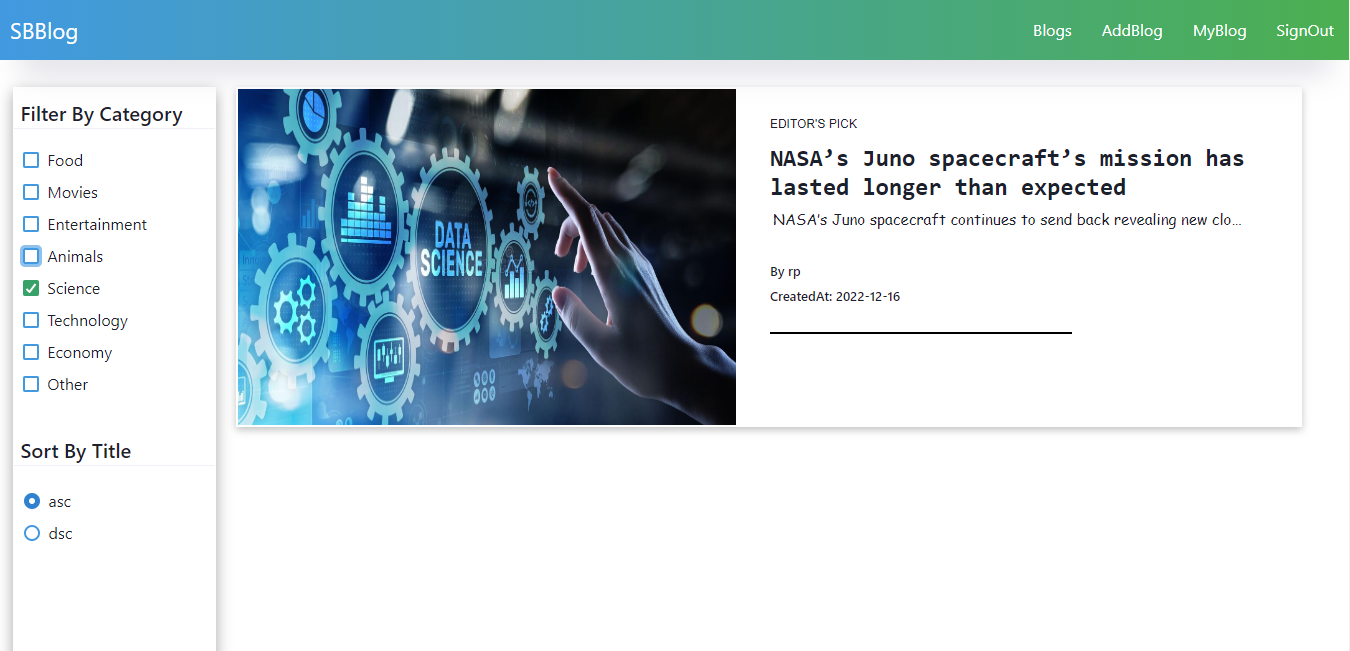 SBBlog
Blogs
AddBlog
MyBlog
SignOut
Filter By Category
Food
Movies
Entertainment
Animals
Science
Technology
Economy
Other
Sort By Title
asc
dsc
DATA
SCIENCE
EDITOR'S PICK
NASA’s Juno spacecraft’s mission has
lasted longer than expected
NASA's Juno spacecraft continues to send back revealing new clo...
By rp
CreatedAt: 2022-12-16